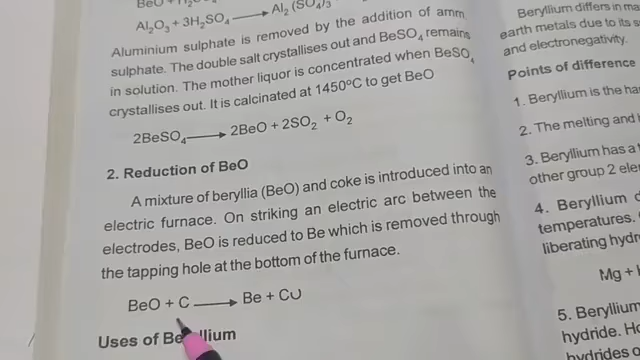 Al₂O₃ + 3H₂SO₄ ⟶ Al₂ (SO₄)₃
Aluminium sulphate is removed by the addition of amm
sulphate. The double salt crystallises out and BeSO₄ remains
in solution. The mother liquor is concentrated when BeSO₄
crystallises out. It is calcinated at 1450ºC to get BeO
2BeSO₄ ⟶ 2BeO + 2SO₂ + O₂
2. Reduction of BeO
A mixture of beryllia (BeO) and coke is introduced into an
electric furnace. On striking an electric arc between the
electrodes, BeO is reduced to Be which is removed through
the tapping hole at the bottom of the furnace.
BeO + C ⟶ Be + CO
Uses of Be llium
Beryllium differs in ma
earth metals due to its s
and electronegativity.
Points of difference
1. Beryllium is the ha
2. The melting and
3. Beryllium has a
other group 2 ele
4. Beryllium d
temperatures.
liberating hydr
Mg +
5. Beryllium
hydride. Ho
hydrides o